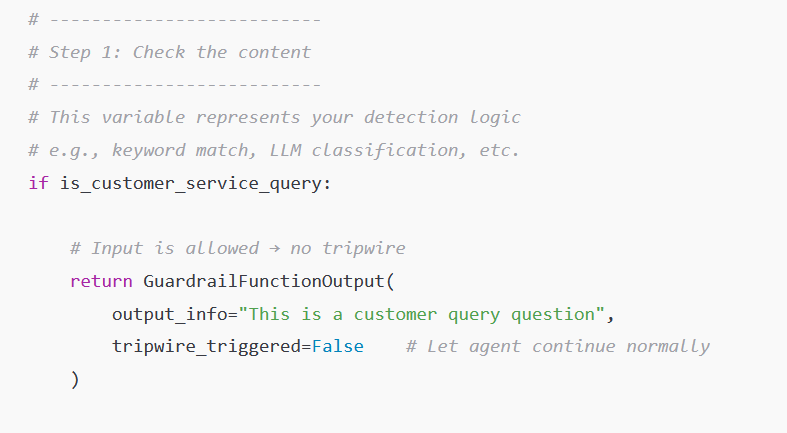 # --------------------------
# Step 1: Check the content
# --------------------------
# This variable represents your detection logic
# e.g., keyword match, LLM classification, etc.
if is_customer_service_query:
    # Input is allowed → no tripwire
    return GuardrailFunctionOutput(
        output_info="This is a customer query question",
        tripwire_triggered=False    # Let agent continue normally
    )